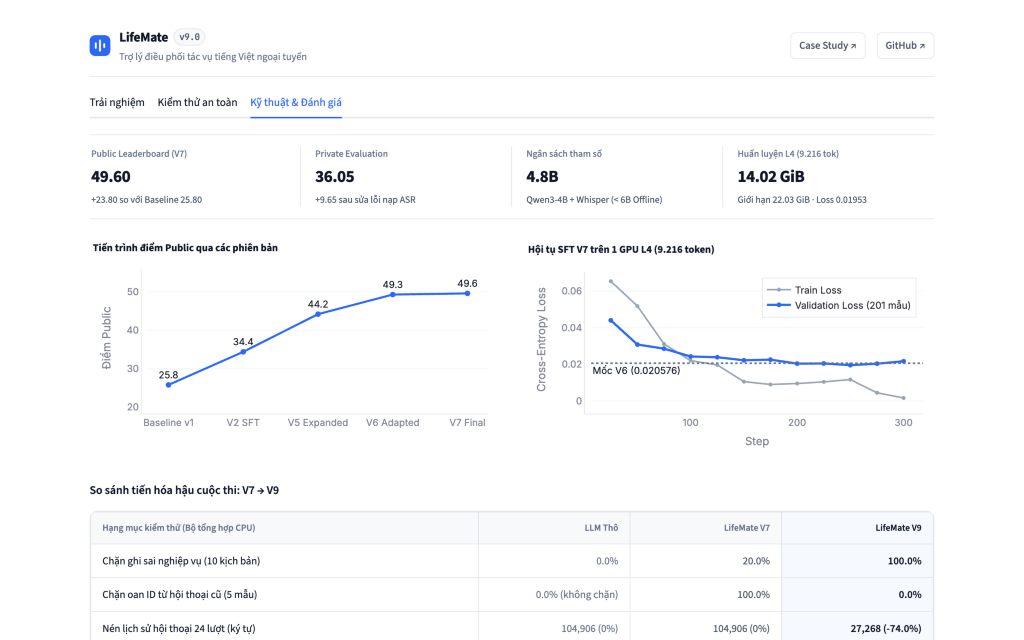 LifeMate v9.0
Trợ lý điều phối tác vụ tiếng Việt ngoại tuyến
Case Study ↗
GitHub ↗
Trải nghiệm
Kiểm thử an toàn
Kỹ thuật & Đánh giá
Public Leaderboard (V7)
49.60
+23.80 so với Baseline 25.80
Private Evaluation
36.05
+9.65 sau sửa lỗi nạp ASR
Ngân sách tham số
4.8B
Qwen3-4B + Whisper (< 6B Offline)
Huấn luyện L4 (9.216 tok)
14.02 GiB
Giới hạn 22.03 GiB · Loss 0.01953
Tiến trình điểm Public qua các phiên bản
Điểm Public
50
40
30
20
25.8
34.4
44.2
49.3
49.6
Baseline v1
V2 SFT
V5 Expanded
V6 Adapted
V7 Final
Hội tụ SFT V7 trên 1 GPU L4 (9.216 token)
Cross-Entropy Loss
0.06
0.04
0.02
0
Train Loss
Validation Loss (201 mẫu)
Mốc V6 (0.020576)
100
200
300
Step
So sánh tiến hóa hậu cuộc thi: V7 → V9
Hạng mục kiểm thử (Bộ tổng hợp CPU) LLM Thô LifeMate V7 LifeMate V9
Chặn ghi sai nghiệp vụ (10 kịch bản) 0.0% 20.0% 100.0%
Chặn oan ID từ hội thoại cũ (5 mẫu) 0.0% (không chặn) 100.0% 0.0%
Nén lịch sử hội thoại 24 lượt (ký tự) 104,906 (0%) 104,906 (0%) 27,268 (-74.0%)